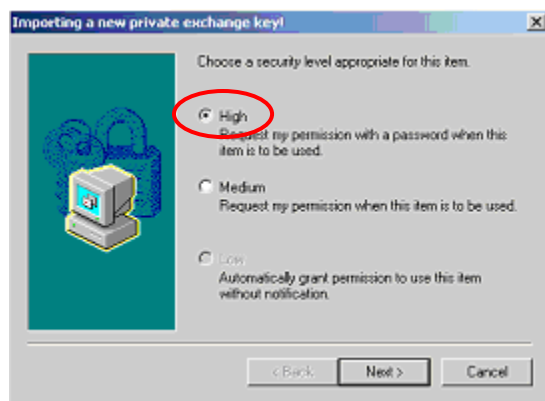 Importing a new private exchange key!
Choose a security level appropriate for this item.
High
Request my permission with a password when this
item is to be used.
Medium
Request my permission when this item is to be used.
Low
Automatically grant permission to use this item
without notification.
< Back
Next >
Cancel